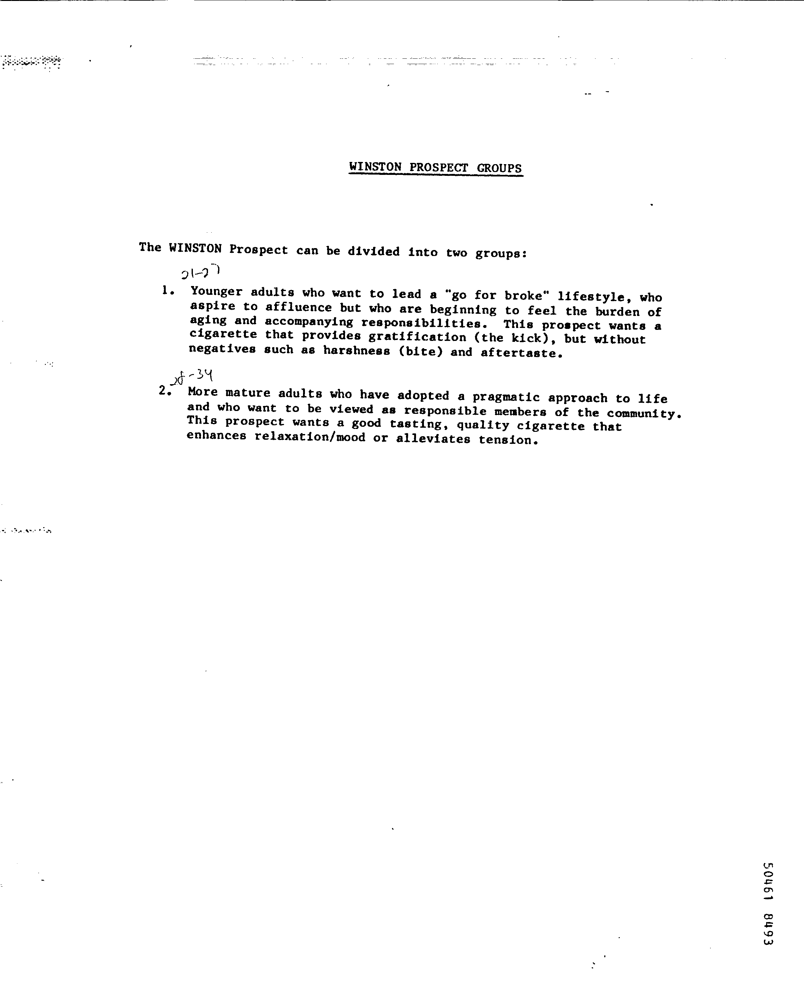 WINSTON PROSPECT GROUPS
The WINSTON Prospect can be divided into two groups:
21-27
1. Younger adults who want to lead a "go for broke" lifestyle, who
aspire to affluence but who are beginning to feel the burden of
aging and accompanying responsibilities. This prospect wants a
cigarette that provides gratification (the kick), but without
negatives such as harshness (bite) and aftertaste.
-34
2. More mature adults who have adopted a pragmatic approach to life
and who want to be viewed as responsible members of the community.
This prospect wants a good tasting, quality cigarette that
enhances relaxation/mood or alleviates tension.
50461 8493